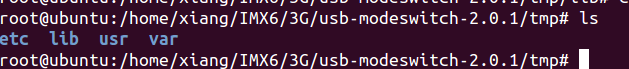 root@ubuntu:/home/xiang/IMX6/3G/usb-modeswitch-2.0.1/tmp# ls
etc lib usr var
root@ubuntu:/home/xiang/IMX6/3G/usb-modeswitch-2.0.1/tmp#